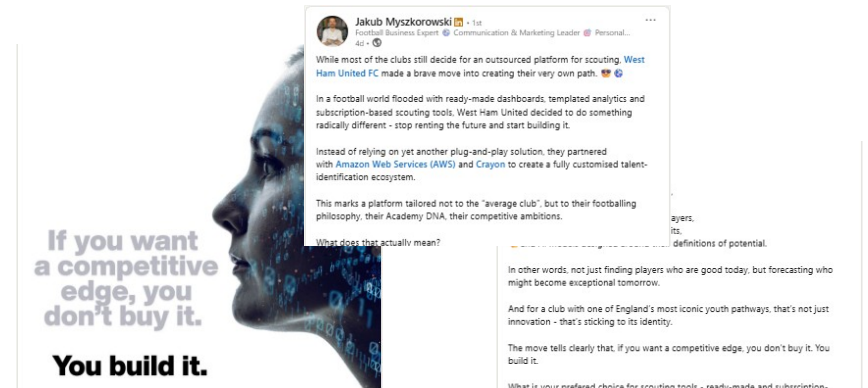 Jakub Myszkorowski • 1st
Football Business Expert ⚽ Communication & Marketing Leader 🎯 Personal...
4d •
While most of the clubs still decide for an outsourced platform for scouting, West
Ham United FC made a brave move into creating their very own path.
In a football world flooded with ready-made dashboards, templated analytics and
subscription-based scouting tools, West Ham United decided to do something
radically different - stop renting the future and start building it.
Instead of relying on yet another plug-and-play solution, they partnered
with Amazon Web Services (AWS) and Crayon to create a fully customised talent-
identification ecosystem.
This marks a platform tailored not to the “average club”, but to their footballing
philosophy, their Academy DNA, their competitive ambitions.
What does that actually mean?
If you want
a competitive
edge, you
don’t buy it.
You build it.
ayers,
its,
definitions of potential.
In other words, not just finding players who are good today, but forecasting who
might become exceptional tomorrow.
And for a club with one of England's most iconic youth pathways, that's not just
innovation - that's sticking to its identity.
The move tells clearly that, if you want a competitive edge, you don't buy it. You
build it.
What is your prefered choice for scouting tools - ready-made and subscription-